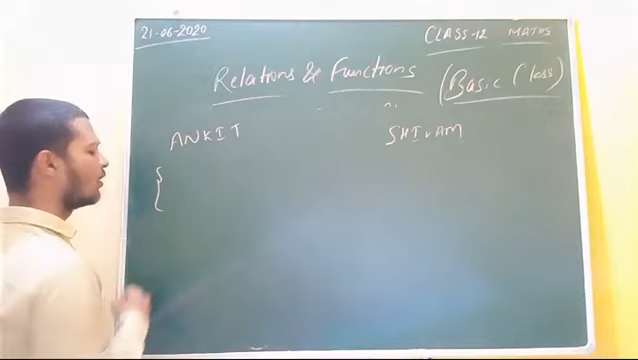 21-06-2020 CLASS-12 MATHS
Relations & Functions (Basic Class)
ANKIT SHIVAM
{